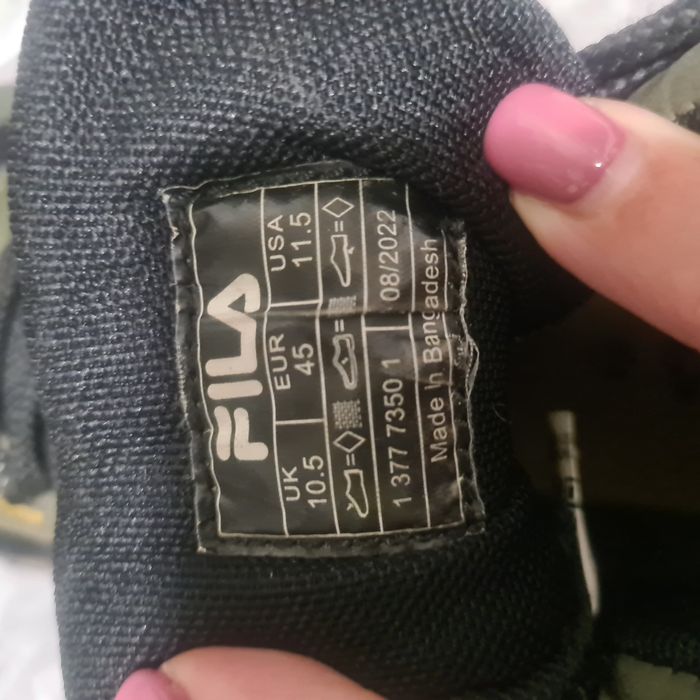 FILA
UK EUR USA
10.5 45 11.5
1 377 7350 1 08/2022
Made In Bangladesh